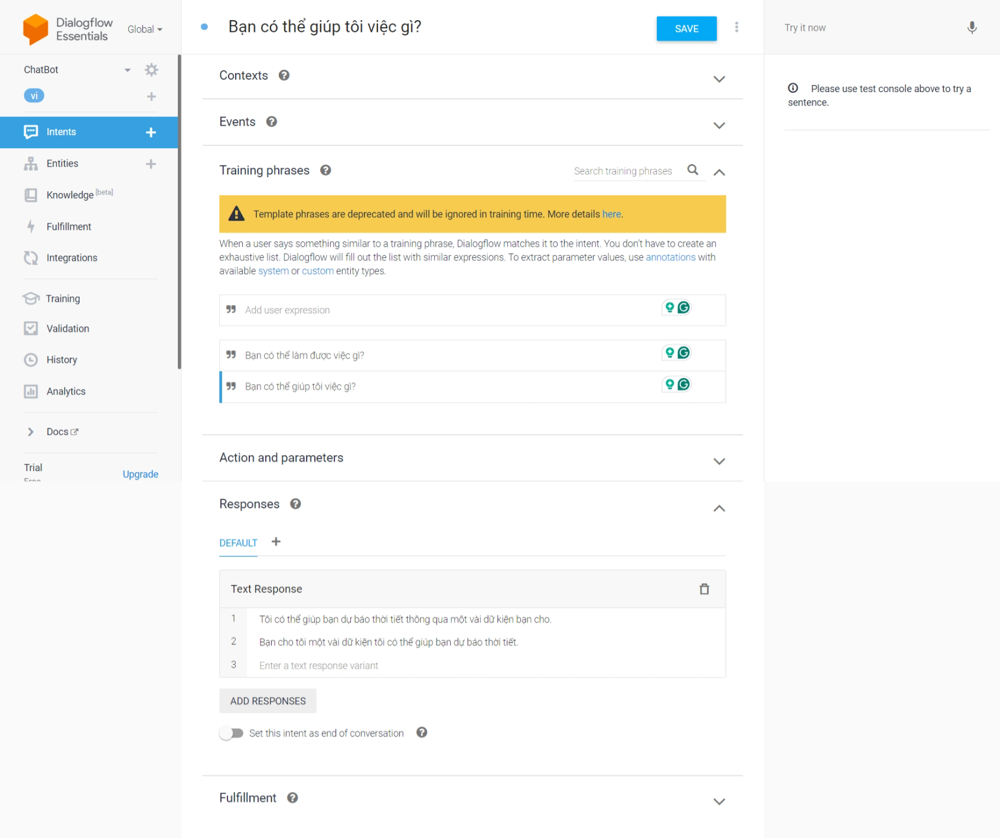 Dialogflow
Essentials
Global
ChatBot
vi
Intents
Entities
Knowledge [beta]
Fulfillment
Integrations
Training
Validation
History
Analytics
Docs
Trial
Free
Upgrade
Bạn có thể giúp tôi việc gì?
SAVE
Contexts
Events
Training phrases
Search training phrases
Template phrases are deprecated and will be ignored in training time. More details here.
When a user says something similar to a training phrase, Dialogflow matches it to the intent. You don't have to create an
exhaustive list. Dialogflow will fill out the list with similar expressions. To extract parameter values, use annotations with
available system or custom entity types.
Add user expression
Bạn có thể làm được việc gì?
Bạn có thể giúp tôi việc gì?
Action and parameters
Responses
DEFAULT
Text Response
1 Tôi có thể giúp bạn dự báo thời tiết thông qua một vài dữ kiện bạn cho.
2 Bạn cho tôi một vài dữ kiện tôi có thể giúp bạn dự báo thời tiết.
3 Enter a text response variant
ADD RESPONSES
Set this intent as end of conversation
Fulfillment
Try it now
Please use test console above to try a
sentence.